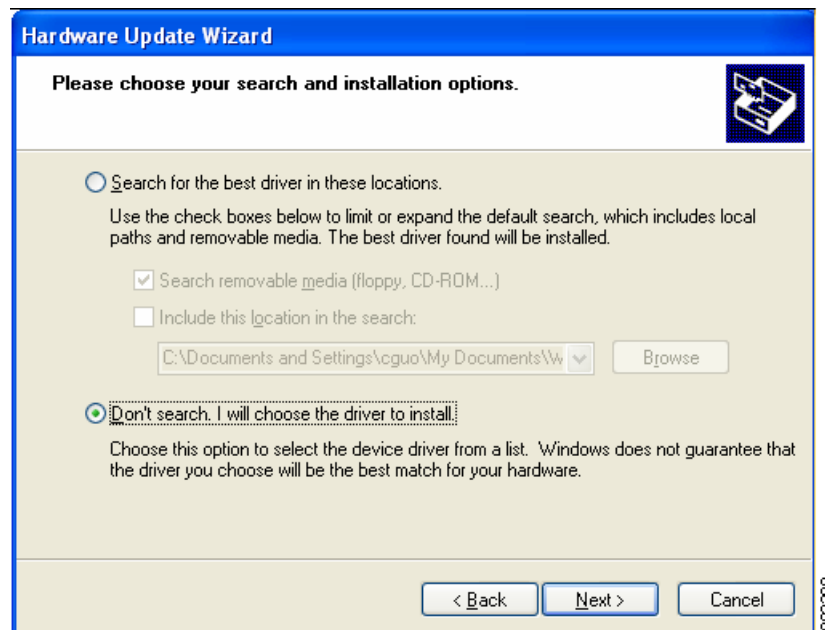 Hardware Update Wizard
Please choose your search and installation options.
Search for the best driver in these locations.
Use the check boxes below to limit or expand the default search, which includes local
paths and removable media. The best driver found will be installed.
Search removable media (floppy, CD-ROM...)
Include this location in the search:
C:\Documents and Settings\cguo\My Documents\W
Browse
Don't search. I will choose the driver to install.
Choose this option to select the device driver from a list. Windows does not guarantee that
the driver you choose will be the best match for your hardware.
< Back
Next >
Cancel